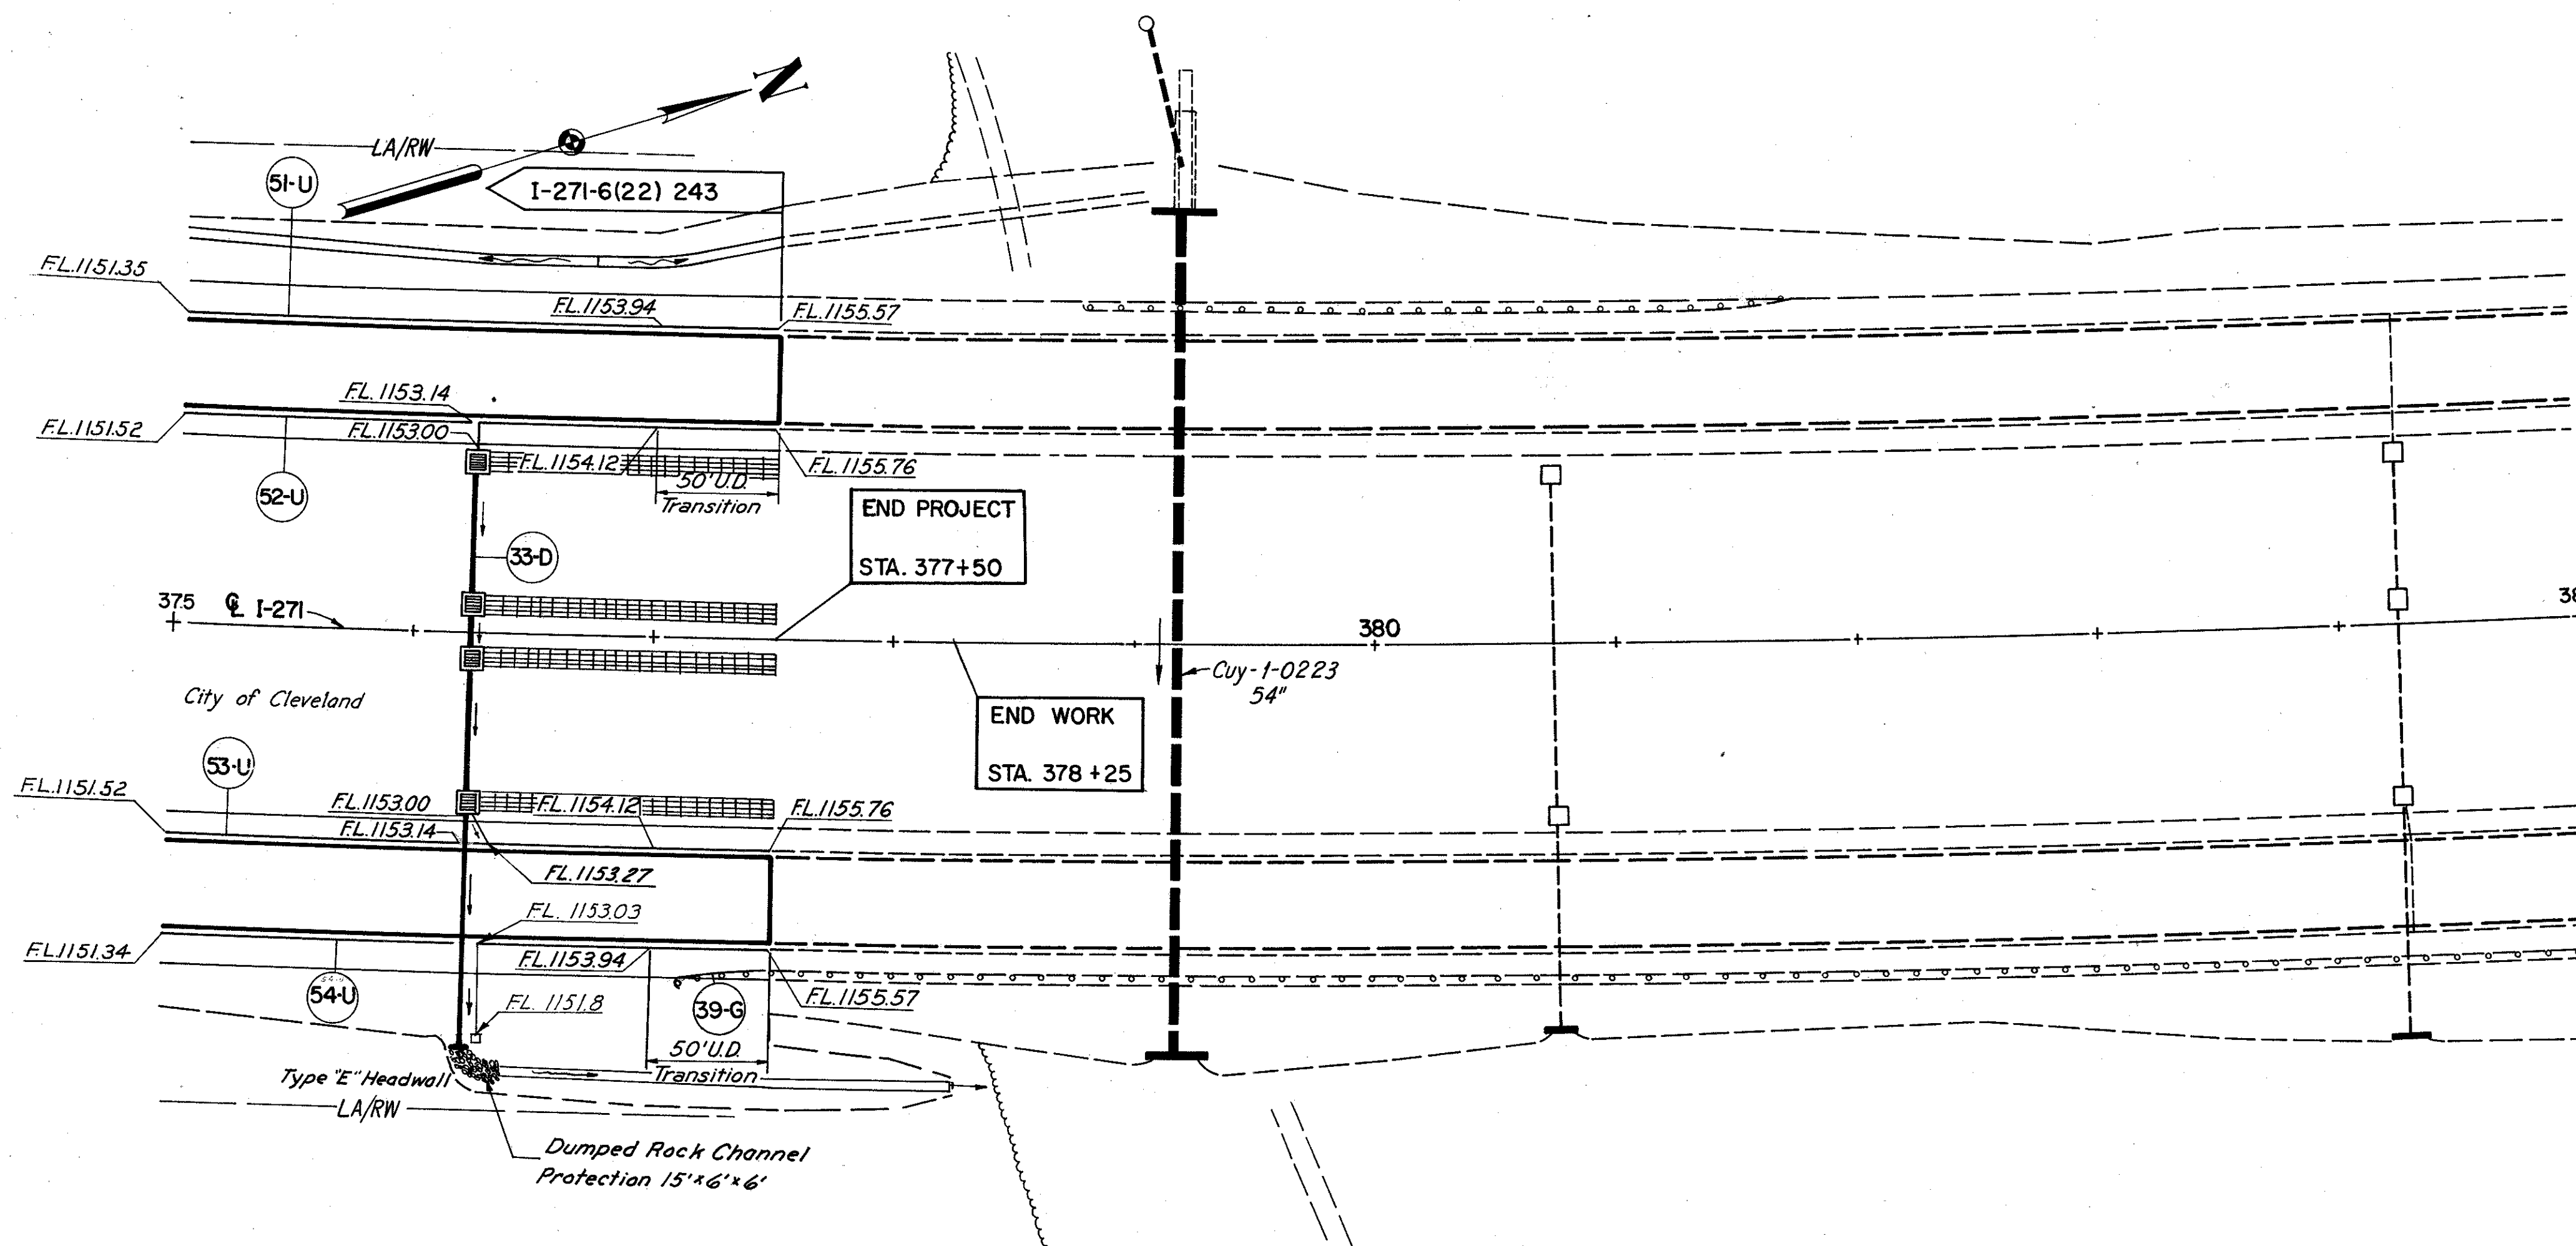 N
LA/RW
51-U
I-271-6(22) 243
F.L.1151.35
F.L.1153.94
F.L.1155.57
F.L.1153.14
F.L.1151.52
F.L.1153.00
F.L.1154.12
F.L.1155.76
50'U.D.
Transition
52-U
END PROJECT
STA. 377+50
33-D
375
℄ I-271
380
Cuy-1-0223
54"
City of Cleveland
END WORK
STA. 378+25
53-U
F.L.1151.52
F.L.1153.00
F.L.1154.12
F.L.1155.76
F.L.1153.14
F.L.1153.27
F.L. 1153.03
F.L.1151.34
F.L.1153.94
F.L.1155.57
54-U
F.L. 1151.8
39-G
50'U.D.
Transition
Type "E" Headwall
LA/RW
Dumped Rock Channel
Protection 15'x6'x6'